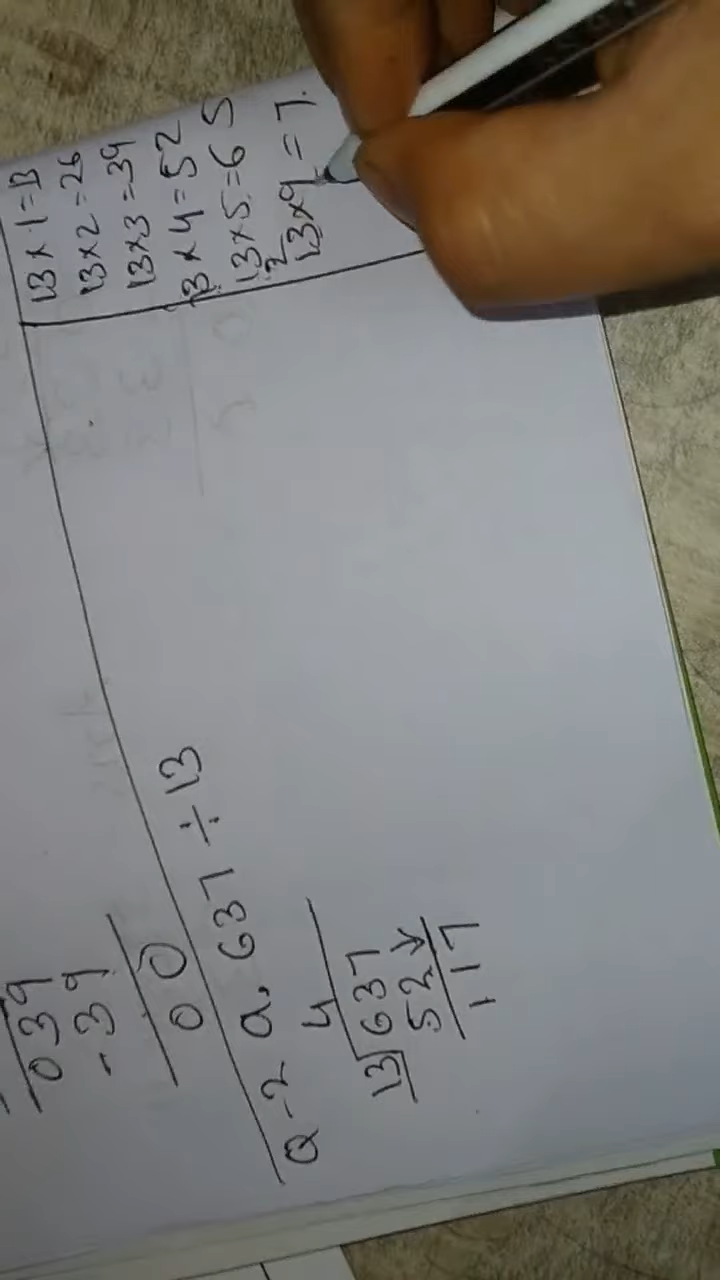 13 × 1 = 13
13 × 2 = 26
13 × 3 = 39
13 × 4 = 52
13 × 5 = 65
2
13 × 9 = 7
039
- 39
00
Q-2 a. 637 ÷ 13
4
13 637
52
117